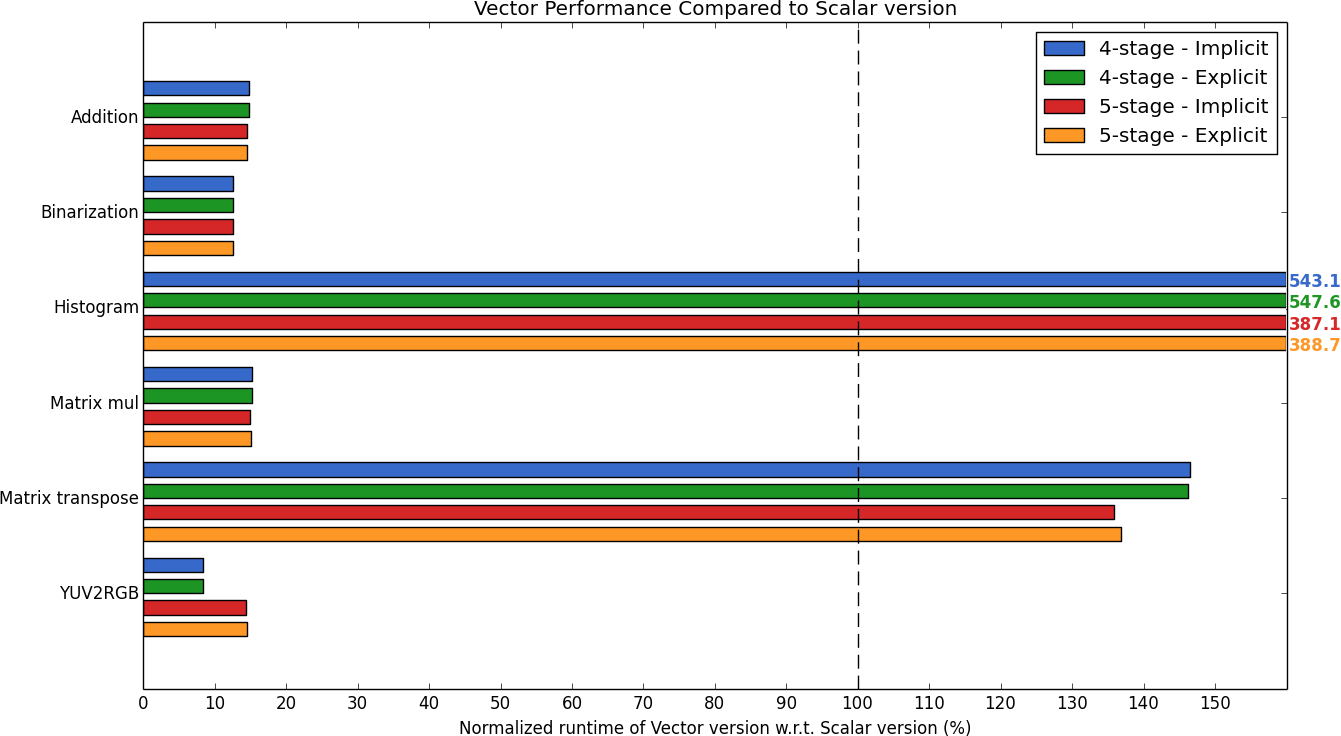 Vector Performance Compared to Scalar version
4-stage - Implicit
4-stage - Explicit
5-stage - Implicit
5-stage - Explicit
Addition
Binarization
Histogram
543.1
547.6
387.1
388.7
Matrix mul
Matrix transpose
YUV2RGB
0 10 20 30 40 50 60 70 80 90 100 110 120 130 140 150
Normalized runtime of Vector version w.r.t. Scalar version (%)